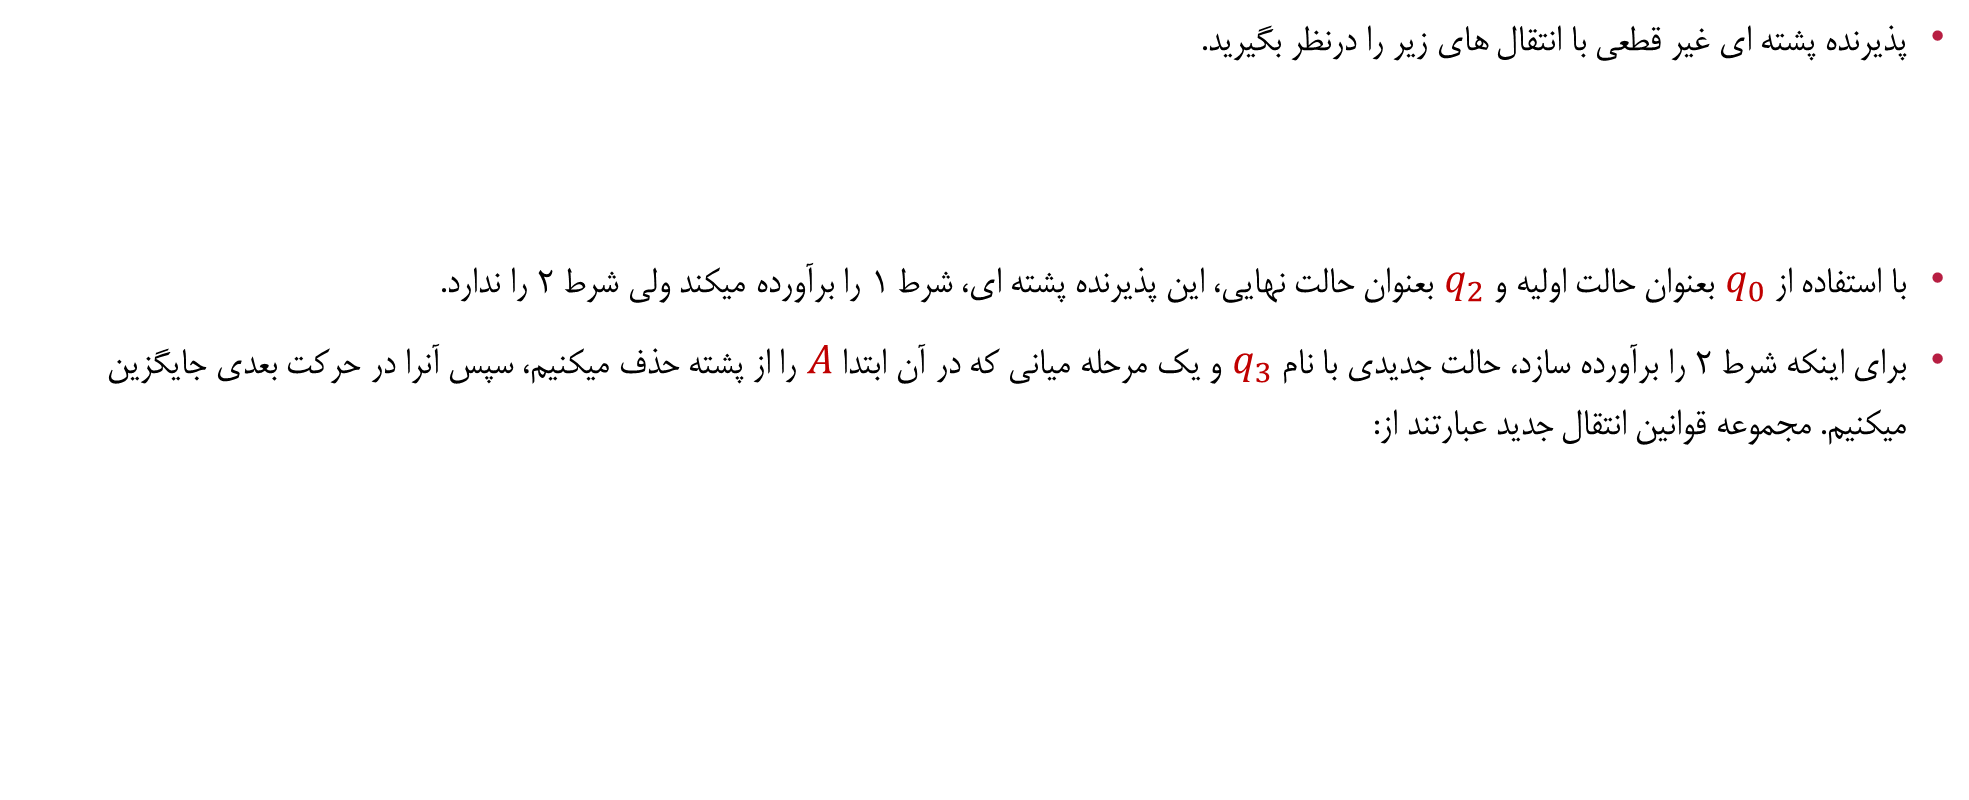 • پذیرنده پشته ای غیر قطعی با انتقال های زیر را درنظر بگیرید.
• با استفاده از q0 بعنوان حالت اولیه و q2 بعنوان حالت نهایی، این پذیرنده پشته ای، شرط ۱ را برآورده میکند ولی شرط ۲ را ندارد.
• برای اینکه شرط ۲ را برآورده سازد، حالت جدیدی با نام q3 و یک مرحله میانی که در آن ابتدا A را از پشته حذف میکنیم، سپس آنرا در حرکت بعدی جایگزین
میکنیم. مجموعه قوانین انتقال جدید عبارتند از: